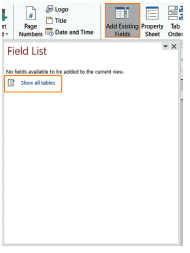 Logo
Title
Date and Time
Page
Numbers
Add Existing
Fields
Property
Sheet
Tab
Order
Field List
No fields available to be added to the current view.
Show all tables